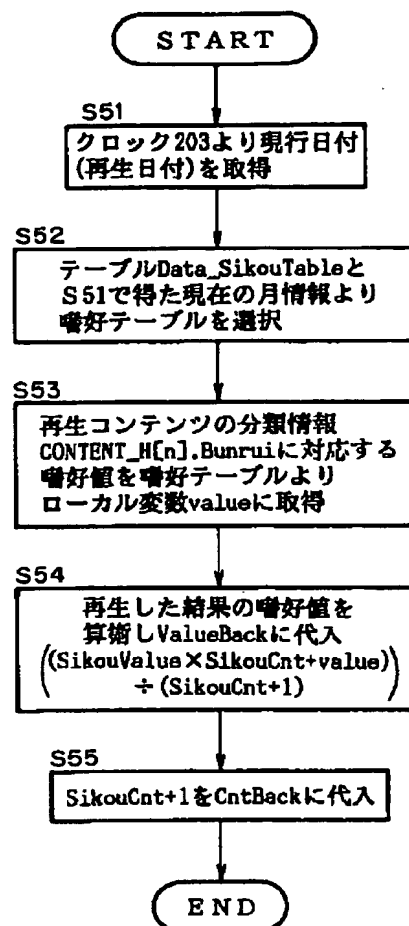 START
S51
クロック203より現行日付
(再生日付)を取得
S52
テーブルData_SikouTableと
S51で得た現在の月情報より
嗜好テーブルを選択
S53
再生コンテンツの分類情報
CONTENT_H[n].Bunruiに対応する
嗜好値を嗜好テーブルより
ローカル変数valueに取得
S54
再生した結果の嗜好値を
算術しValueBackに代入
((SikouValue×SikouCnt+value))
÷(SikouCnt+1)
S55
SikouCnt+1をCntBackに代入
END